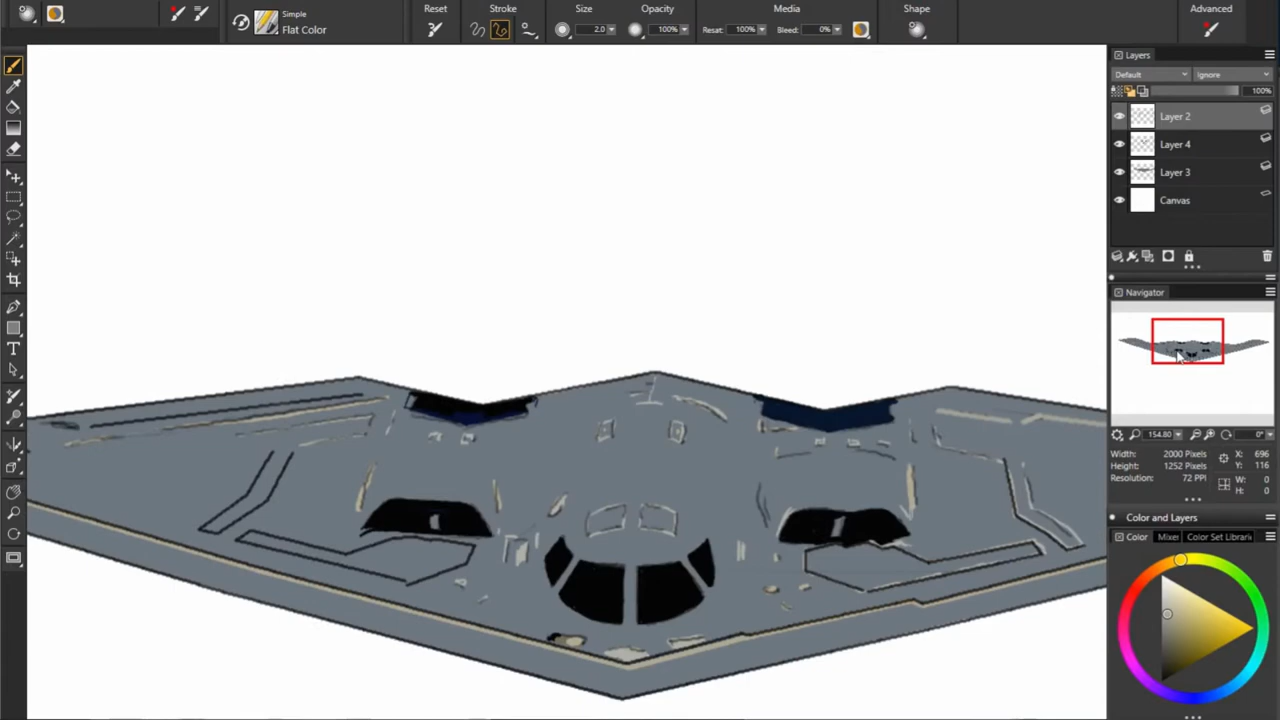 Reset Stroke Size Opacity Media Shape Advanced
Simple
Flat Color
2.0 100% Resat: 100% Bleed: 0%
Layers
Default Ignore
100%
Layer 2
Layer 4
Layer 3
Canvas
Navigator
154.80 0°
Width: 2000 Pixels X: 696
Height: 1252 Pixels Y: 116
Resolution: 72 PPI W: 0
H: 0
Color and Layers
Color Mixer Color Set Librari
T